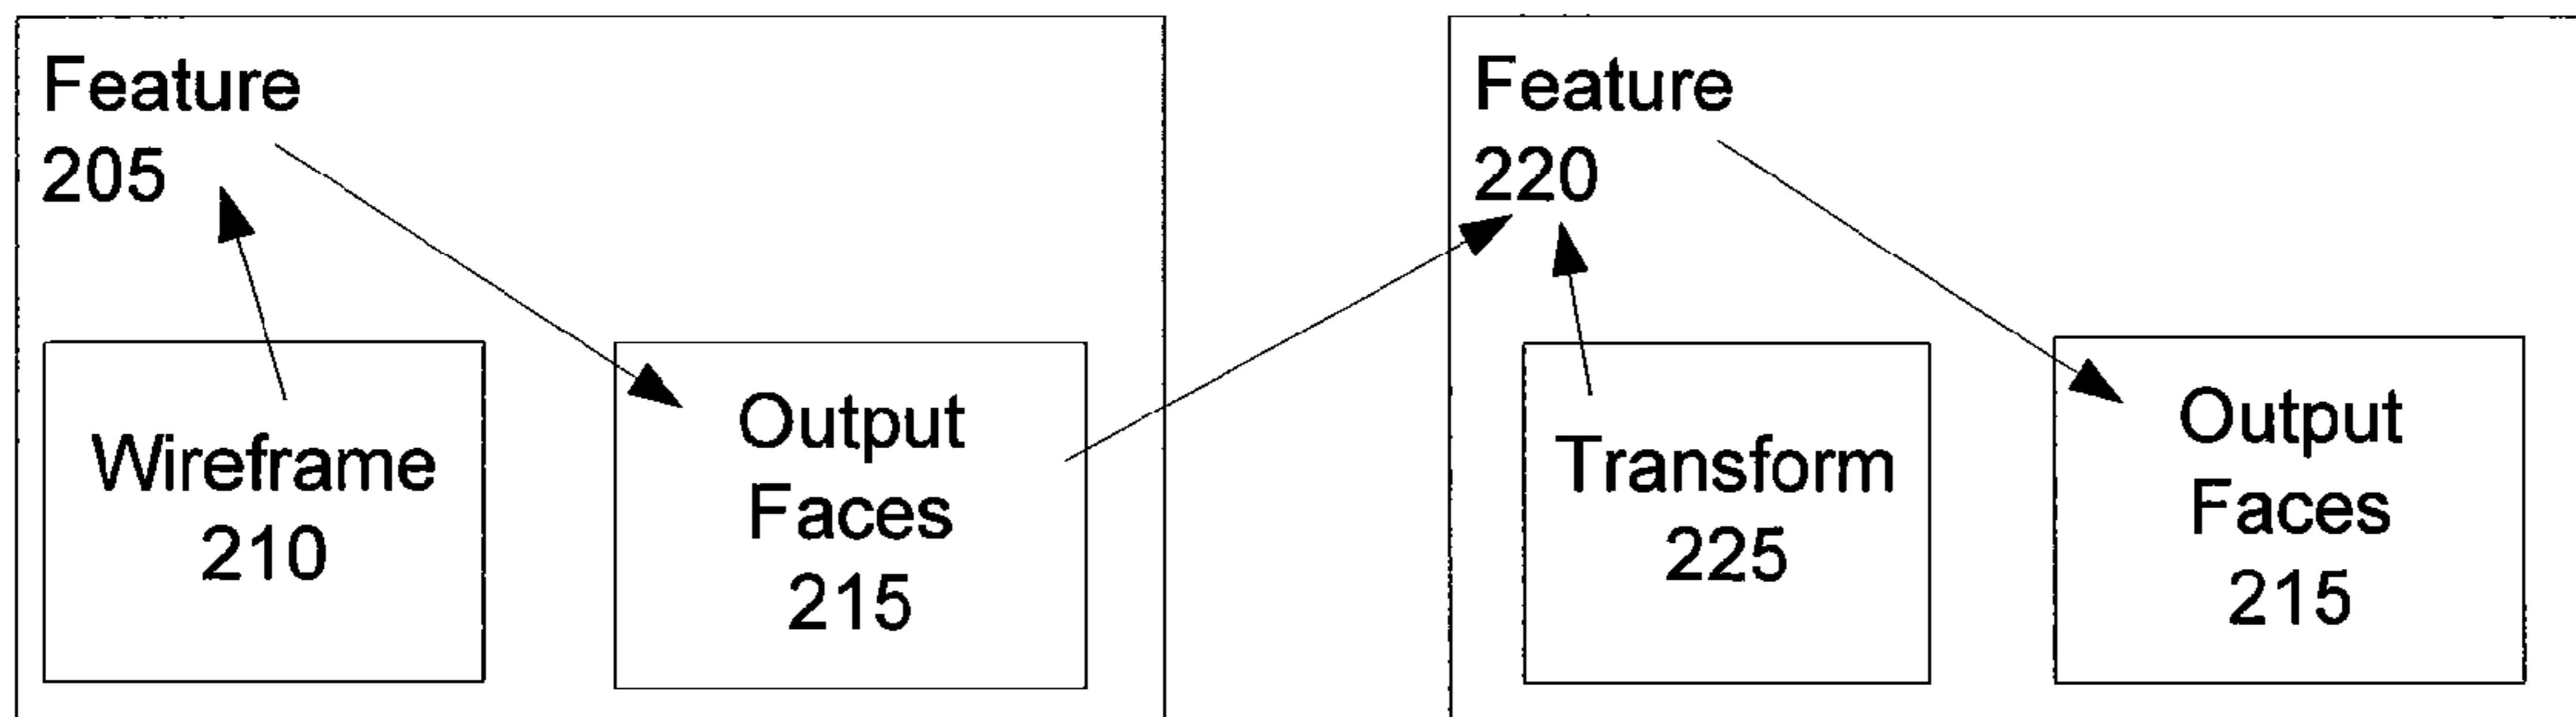 Feature
205
Wireframe
210
Output
Faces
215
Feature
220
Transform
225
Output
Faces
215